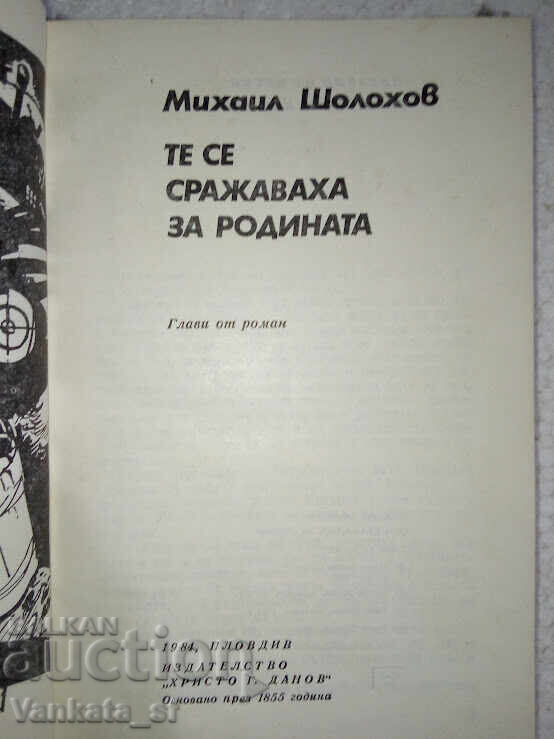 Михаил Шолохов
ТЕ СЕ
СРАЖАВАХА
ЗА РОДИНАТА
Глави от роман
1984, ПЛОВДИВ
ИЗДАТЕЛСТВО
„ХРИСТО Г. ДАНОВ“
Основано през 1855 година
BALKAN
auction
Vankata_sf